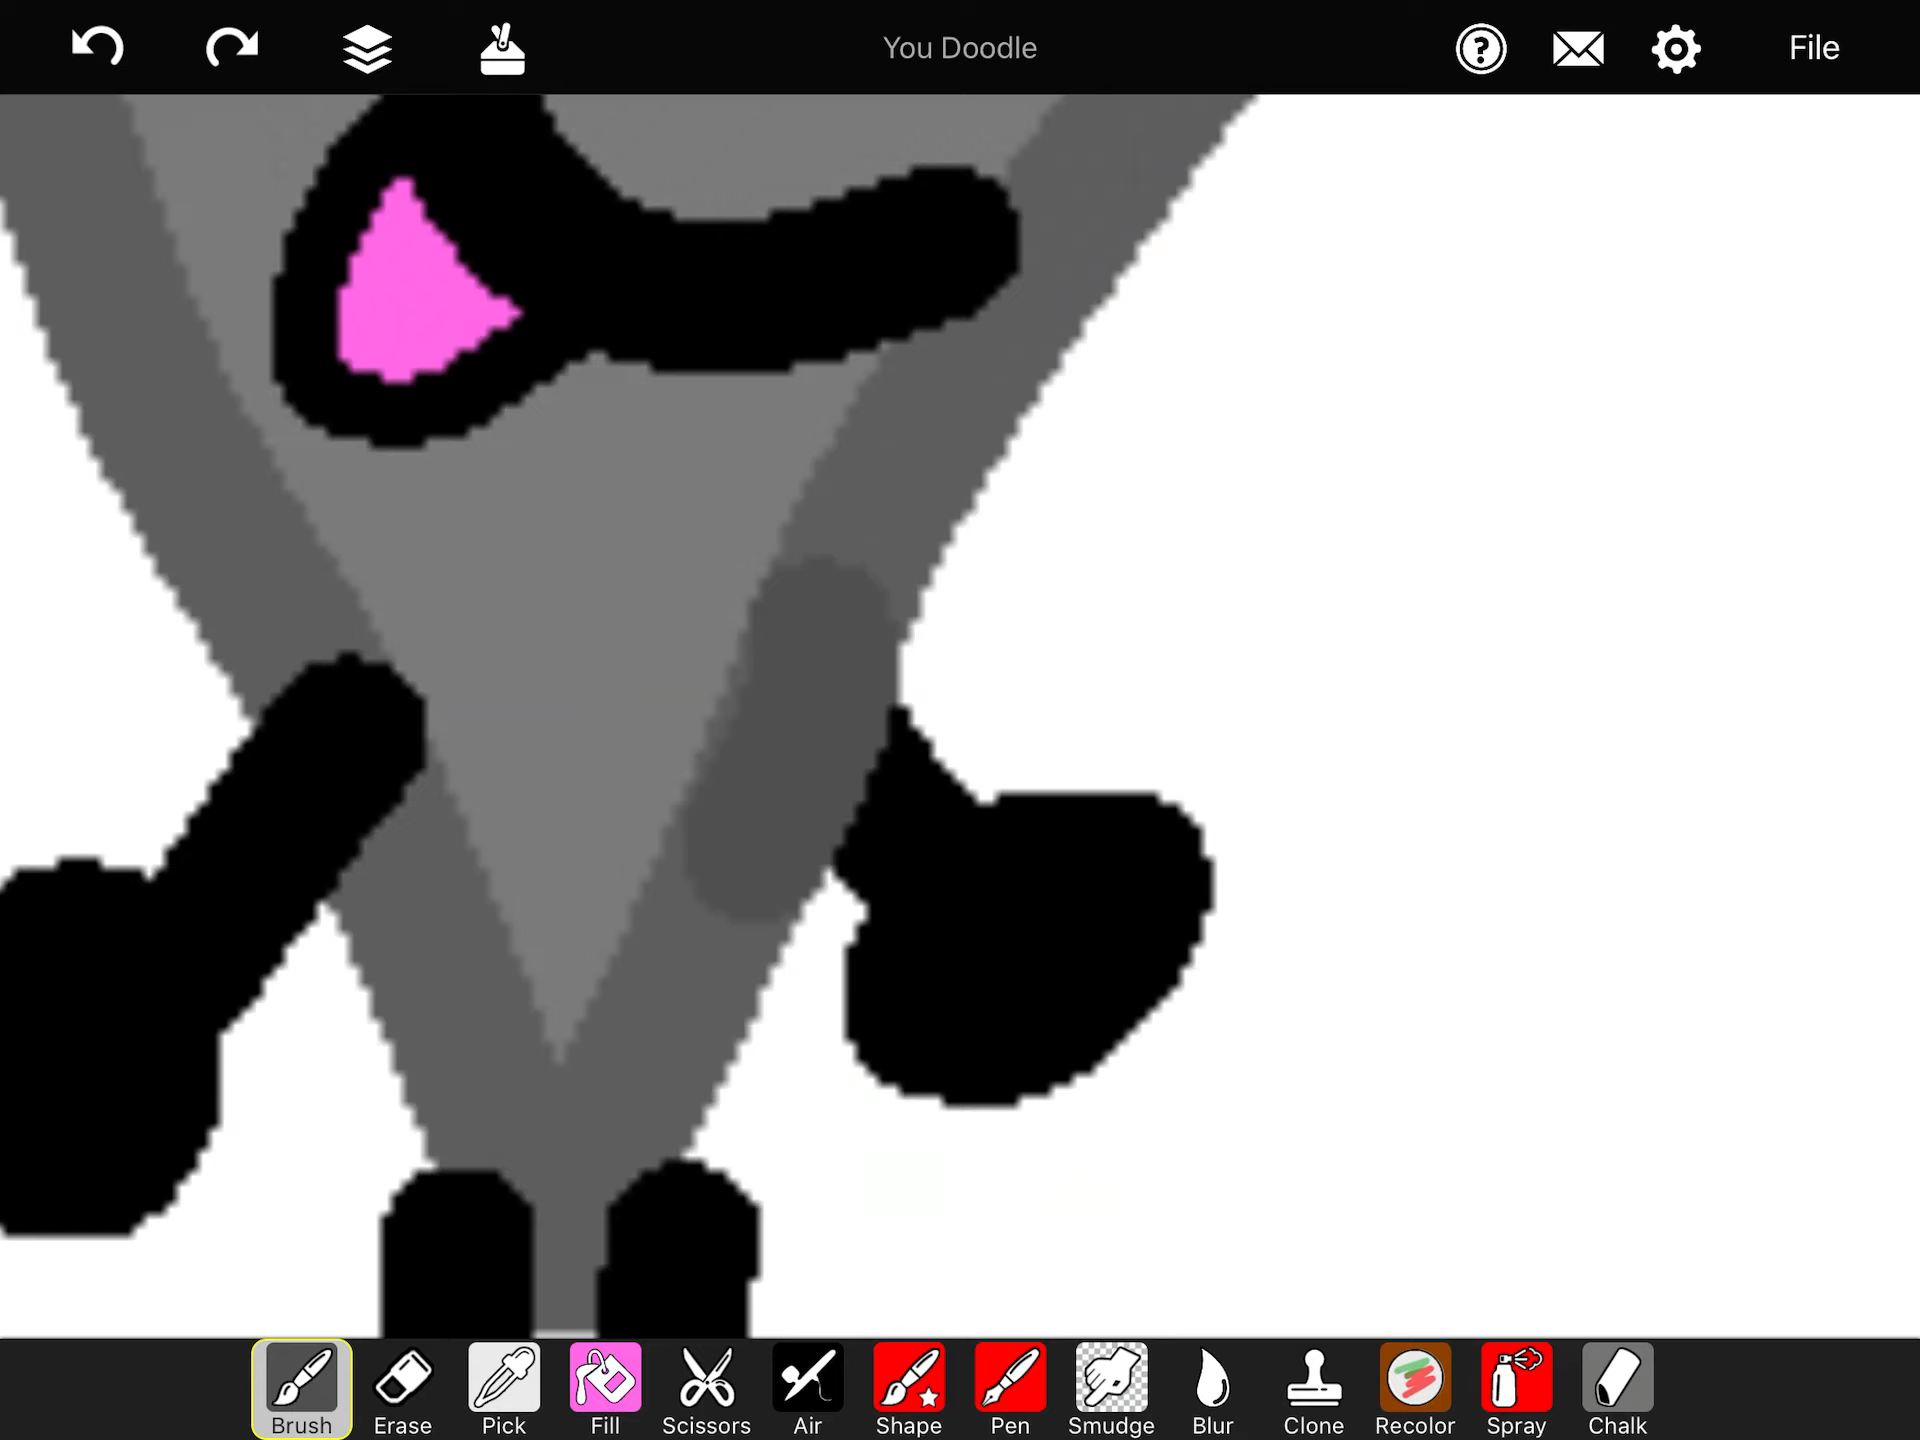 You Doodle
File
Brush
Erase
Pick
Fill
Scissors
Air
Shape
Pen
Smudge
Blur
Clone
Recolor
Spray
Chalk